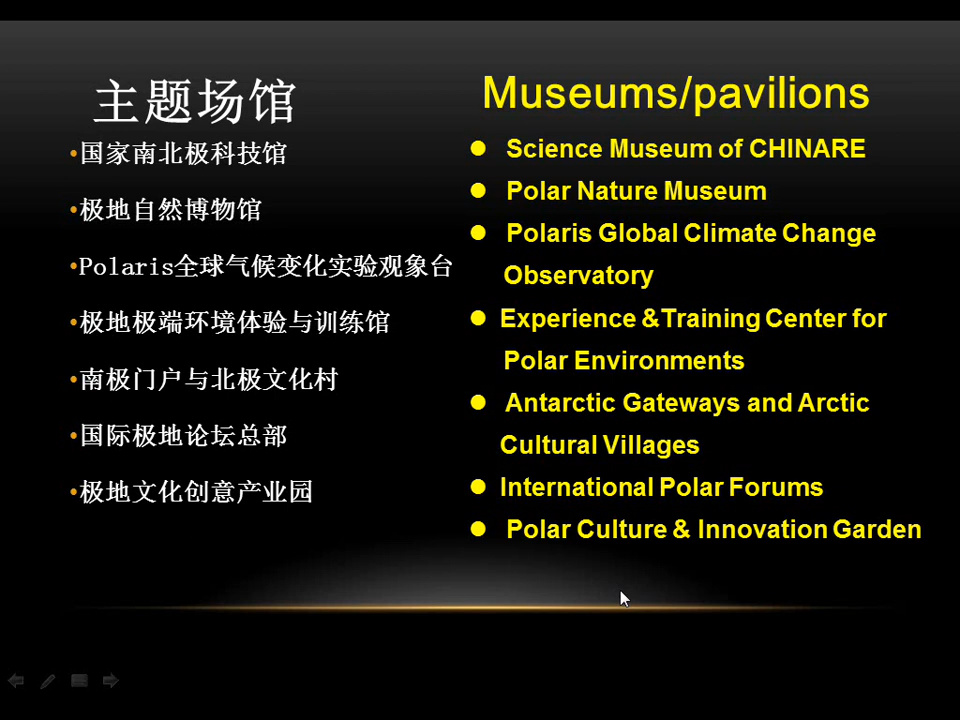 主题场馆
•国家南北极科技馆
•极地自然博物馆
•Polaris全球气候变化实验观象台
•极地极端环境体验与训练馆
•南极门户与北极文化村
•国际极地论坛总部
•极地文化创意产业园
Museums/pavilions
● Science Museum of CHINARE
● Polar Nature Museum
● Polaris Global Climate Change
Observatory
● Experience &Training Center for
Polar Environments
● Antarctic Gateways and Arctic
Cultural Villages
● International Polar Forums
● Polar Culture & Innovation Garden